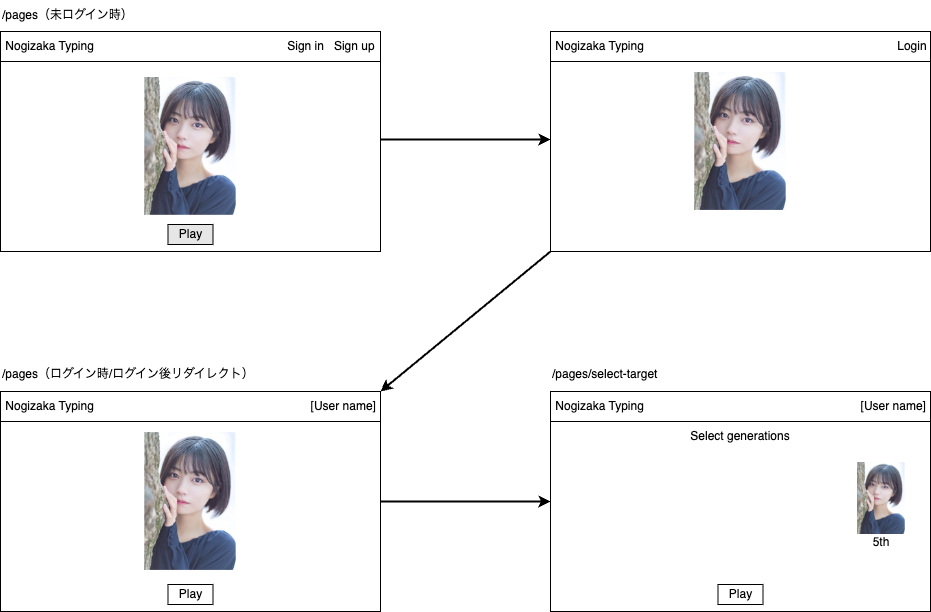 /pages（未ログイン時）
Nogizaka Typing
Sign in
Sign up
Play
Nogizaka Typing
Login
/pages（ログイン時/ログイン後リダイレクト）
Nogizaka Typing
[User name]
Play
/pages/select-target
Nogizaka Typing
[User name]
Select generations
5th
Play